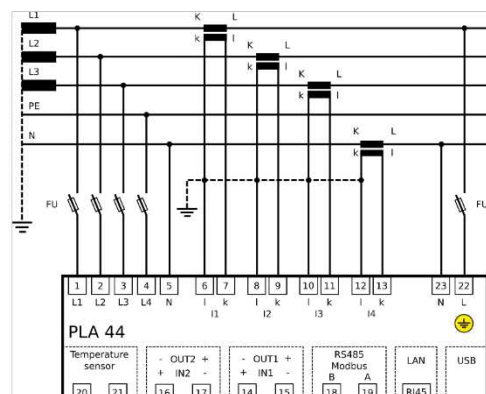 L1 K L
k l
L2 K L
k l
L3 K L
k l
PE
N K L
k l
FU FU
1 2 3 4 5 6 7 8 9 10 11 12 13 23 22
L1 L2 L3 L4 N l k l k l k l k N L
I1 I2 I3 I4
PLA 44
Temperature sensor
- OUT2 +
+ IN2 -
- OUT1 +
+ IN1 -
RS485
Modbus
B A
LAN
USB
20 21 16 17 14 15 18 19 RJ45